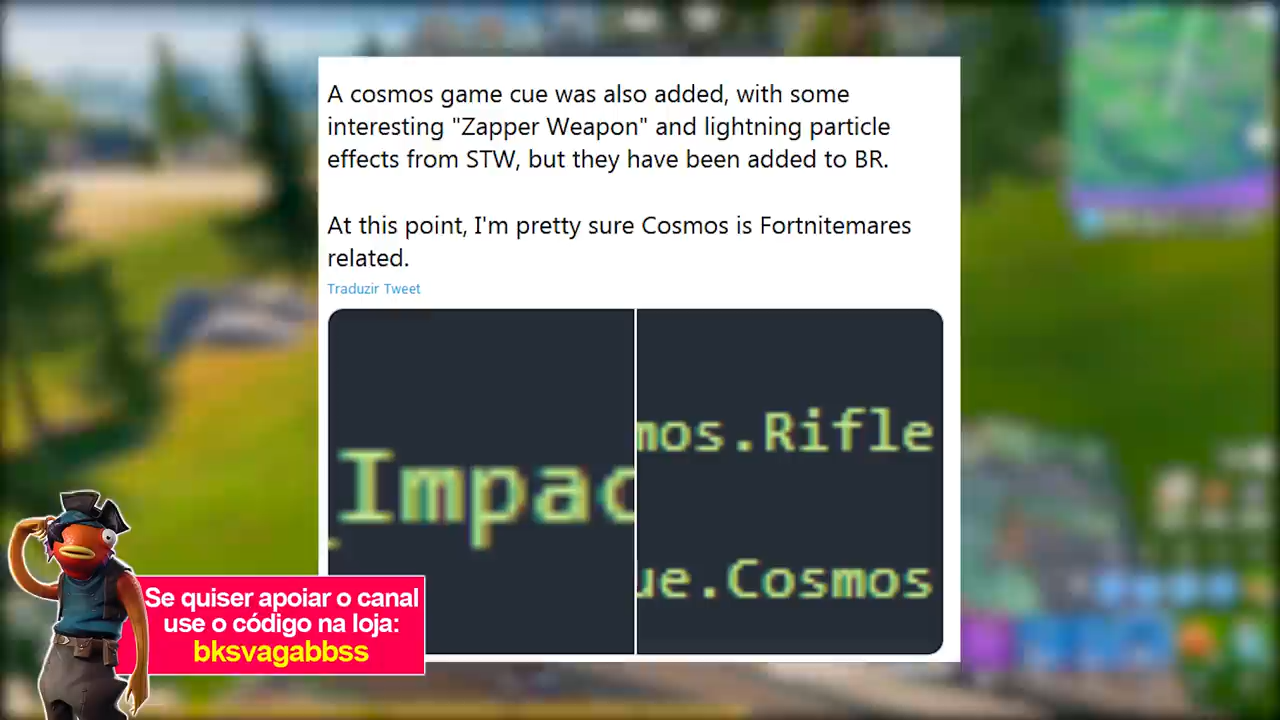 A cosmos game cue was also added, with some
interesting "Zapper Weapon" and lightning particle
effects from STW, but they have been added to BR.
At this point, I'm pretty sure Cosmos is Fortnitemares
related.
Traduzir Tweet
Impac
mos.Rifle
ue.Cosmos
Se quiser apoiar o canal
use o código na loja:
bksvagabbss